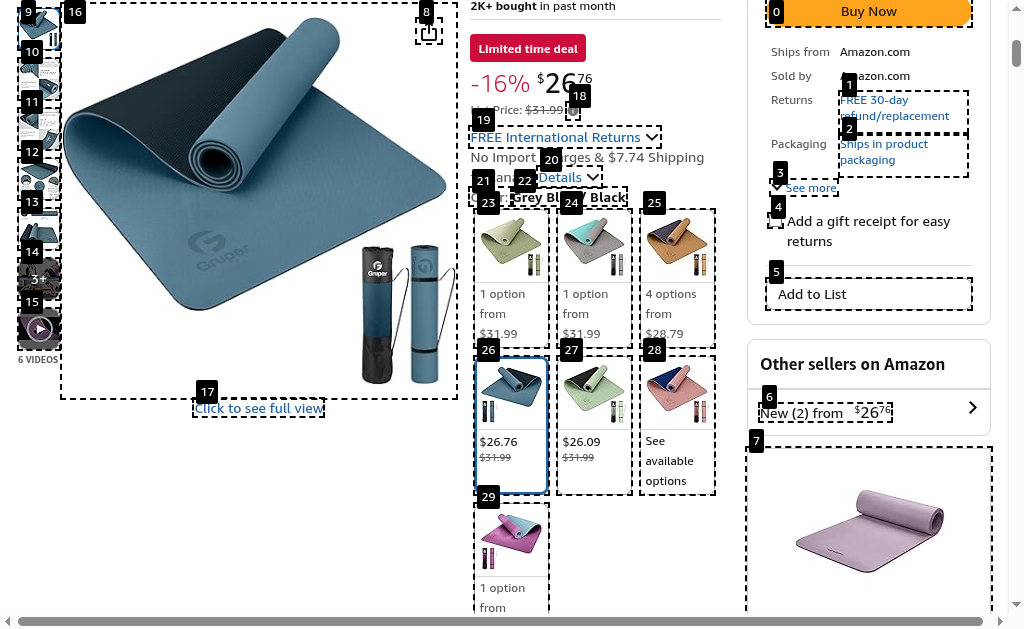 2K+ bought in past month
Limited time deal
-16% $26.76
List Price: $31.99
FREE International Returns
No Import Charges & $7.74 Shipping
Details
Grey Blue / Black
1 option from $31.99
1 option from $31.99
4 options from $28.79
$26.76
$31.99
$26.09
$31.99
See available options
1 option from
Gruper
Gruper
3+
6 VIDEOS
Click to see full view
Buy Now
Ships from Amazon.com
Sold by Amazon.com
Returns FREE 30-day
refund/replacement
Packaging Ships in product
packaging
See more
Add a gift receipt for easy
returns
Add to List
Other sellers on Amazon
New (2) from $26.76
0
1
2
3
4
5
6
7
8
9
10
11
12
13
14
15
16
17
18
19
20
21
22
23
24
25
26
27
28
29